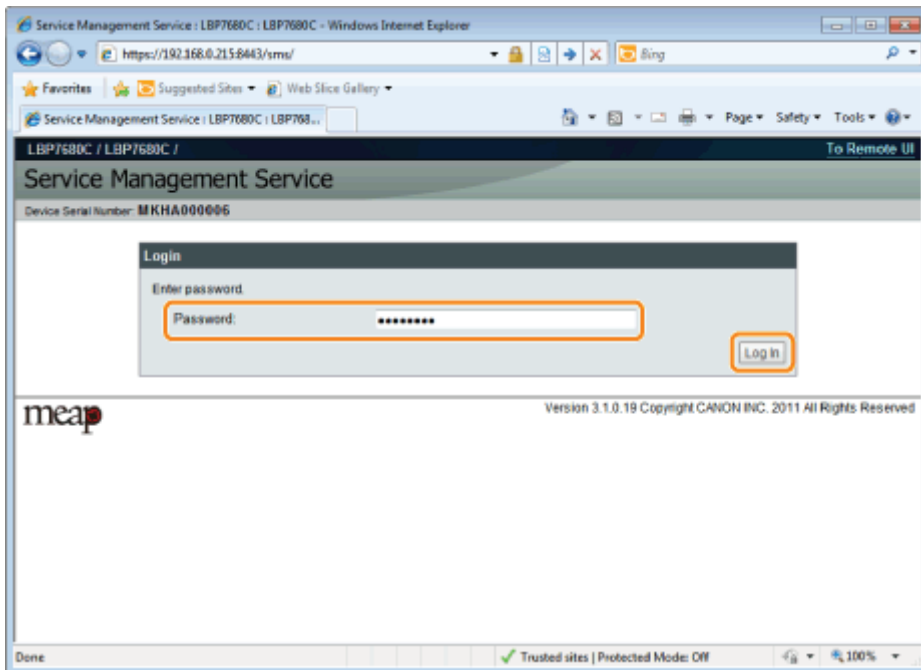 Service Management Service : LBP7680C : LBP7680C - Windows Internet Explorer
https://192.168.0.215:8443/sms/
Bing
Favorites Suggested Sites Web Slice Gallery
Service Management Service : LBP7680C : LBP768... Page Safety Tools
LBP7680C / LBP7680C / To Remote UI
Service Management Service
Device Serial Number: MKHA000006
Login
Enter password.
Password: ••••••••
Log In
meap Version 3.1.0.19 Copyright CANON INC. 2011 All Rights Reserved
Done Trusted sites | Protected Mode: Off 100%